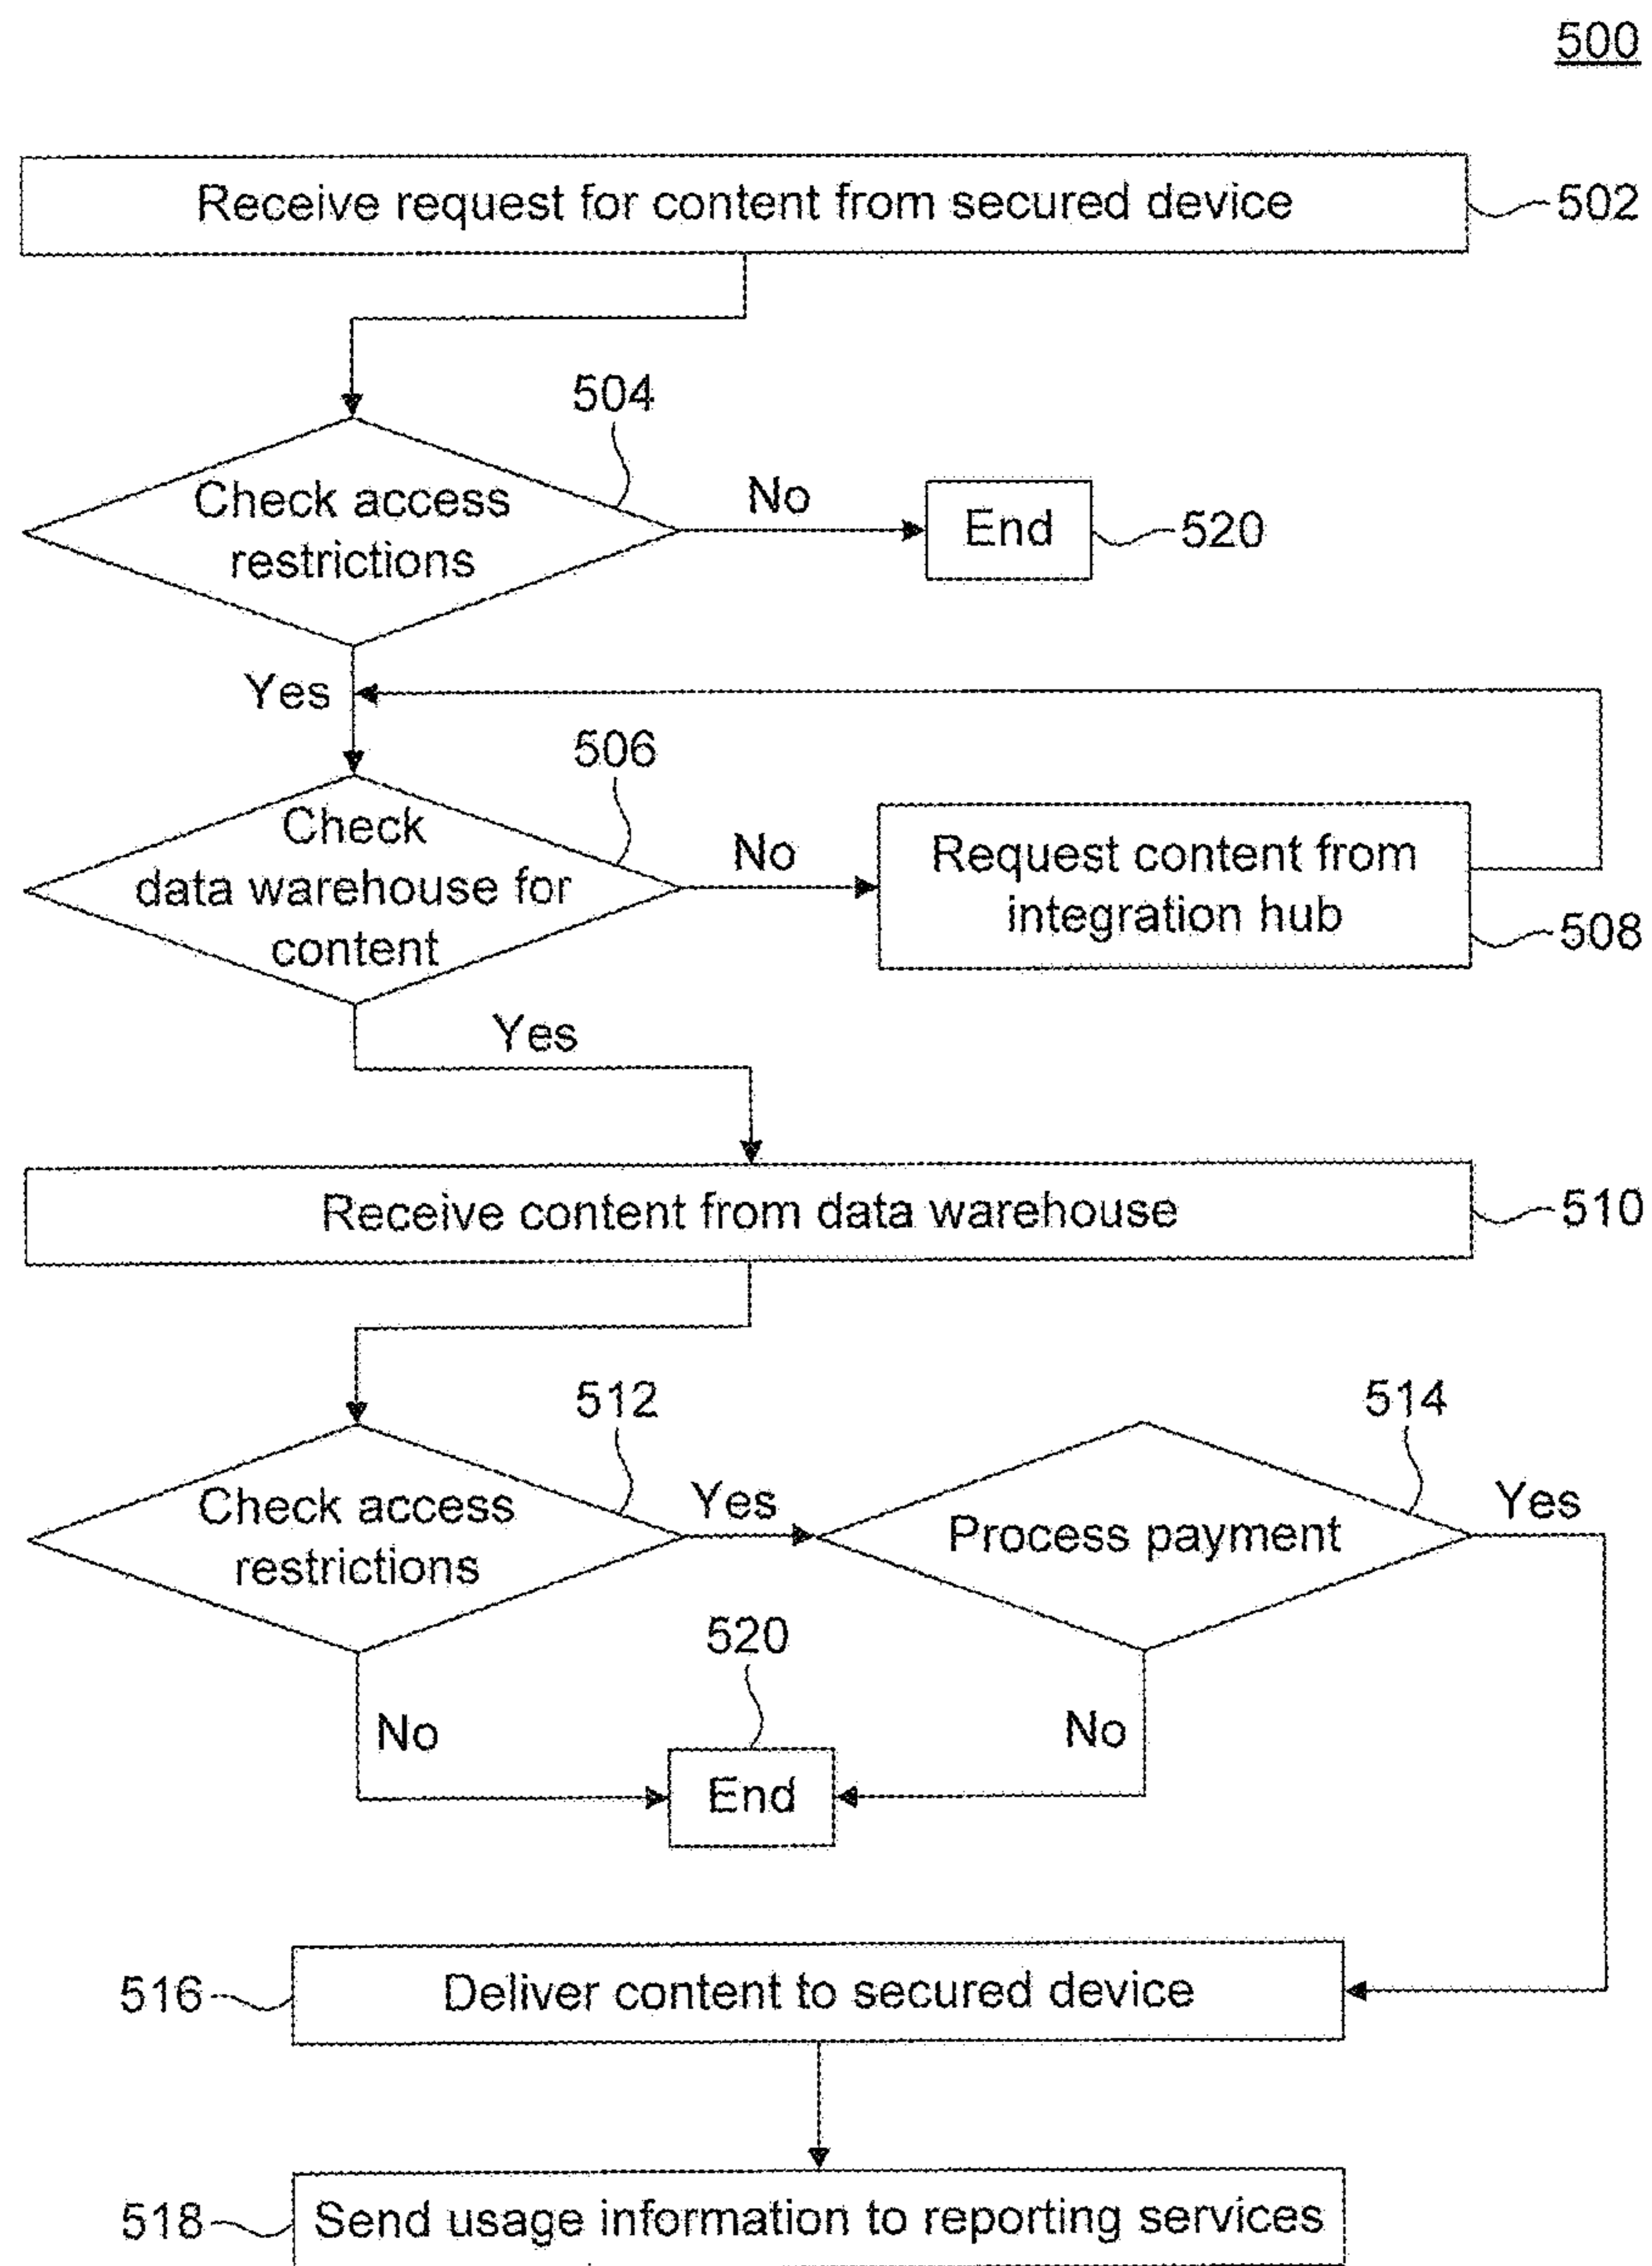 500
Receive request for content from secured device
502
504
Check access
restrictions
No
End
520
Yes
506
Check
data warehouse for
content
No
Request content from
integration hub
508
Yes
Receive content from data warehouse
510
512
Check access
restrictions
Yes
514
Process payment
Yes
520
No
End
No
516
Deliver content to secured device
518
Send usage information to reporting services